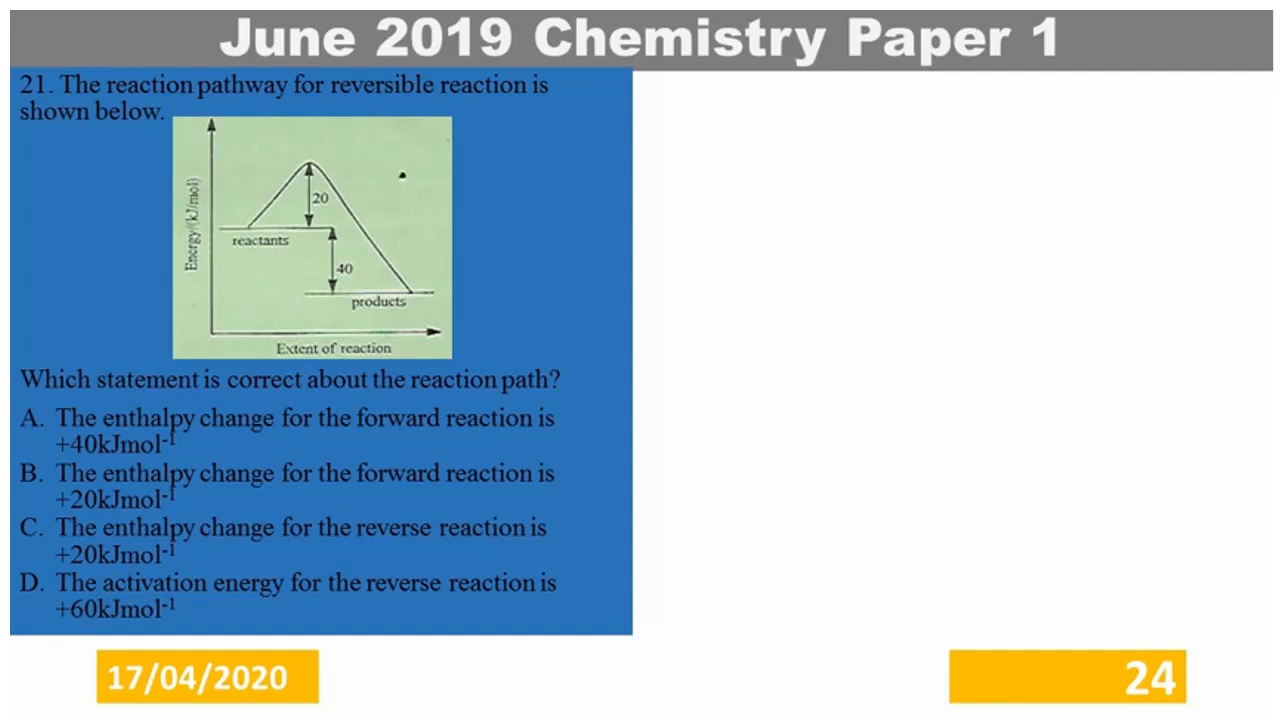 June 2019 Chemistry Paper 1
21. The reaction pathway for reversible reaction is
shown below.
Energy/(kJ/mol)
20
reactants
40
products
Extent of reaction
Which statement is correct about the reaction path?
A. The enthalpy change for the forward reaction is
+40kJmol⁻¹
B. The enthalpy change for the forward reaction is
+20kJmol⁻¹
C. The enthalpy change for the reverse reaction is
+20kJmol⁻¹
D. The activation energy for the reverse reaction is
+60kJmol⁻¹
17/04/2020
24